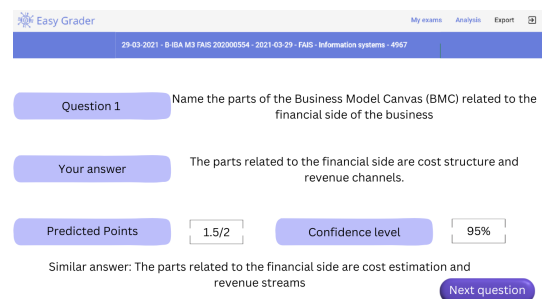 Easy Grader
My exams Analysis Export
29-03-2021 - B-IBA M3 FAIS 202000554 - 2021-03-29 - FAIS - Information systems - 4967
Question 1
Name the parts of the Business Model Canvas (BMC) related to the
financial side of the business
Your answer
The parts related to the financial side are cost structure and
revenue channels.
Predicted Points 1.5/2 Confidence level 95%
Similar answer: The parts related to the financial side are cost estimation and
revenue streams
Next question